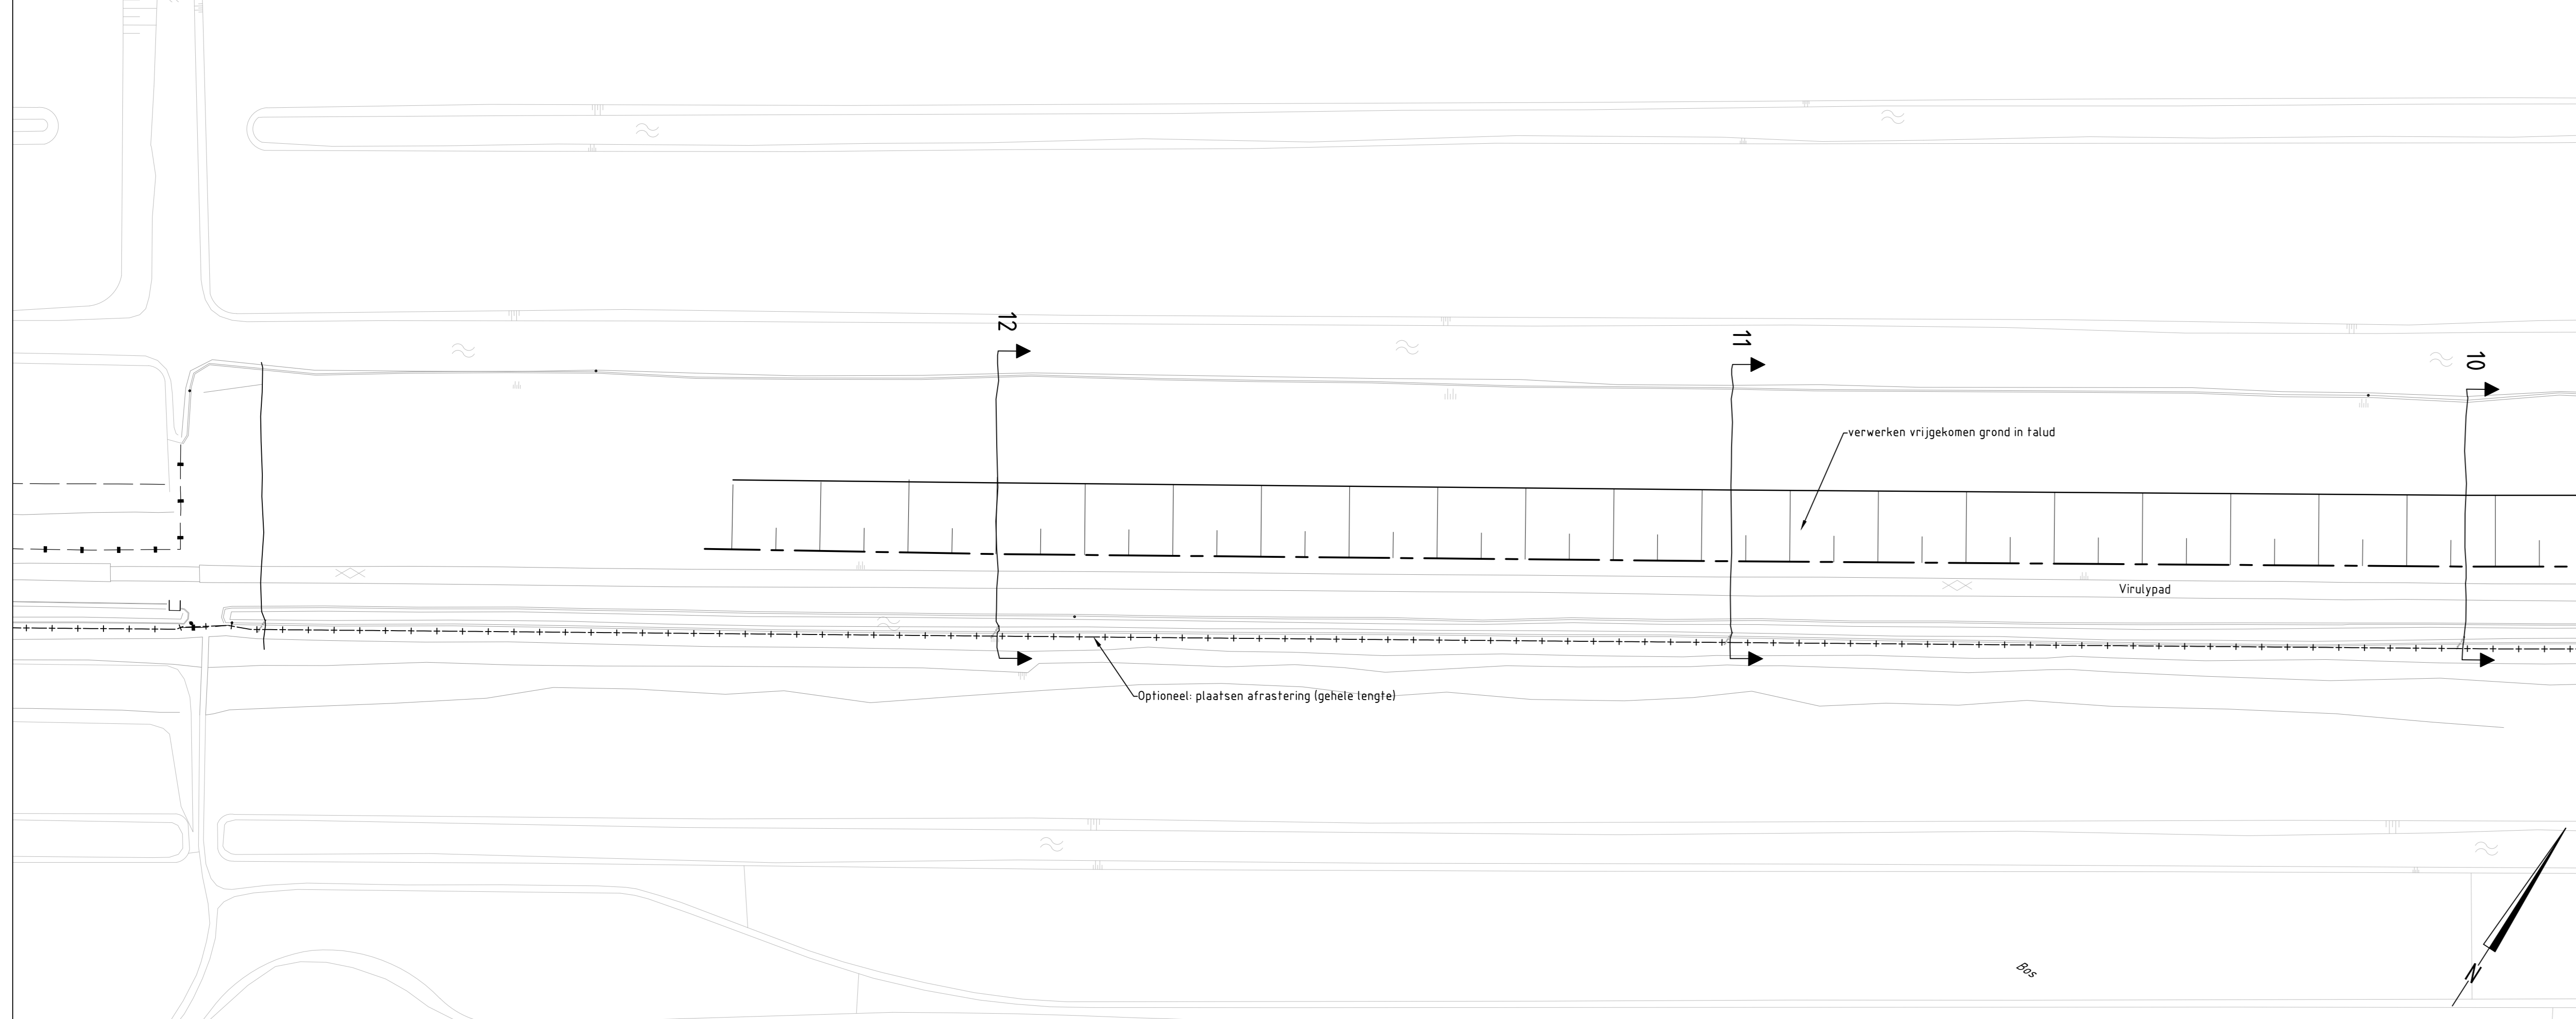 12
11
10
verwerken vrijgekomen grond in talud
Virulypad
Optioneel: plaatsen afrastering (gehele lengte)
Bos
N